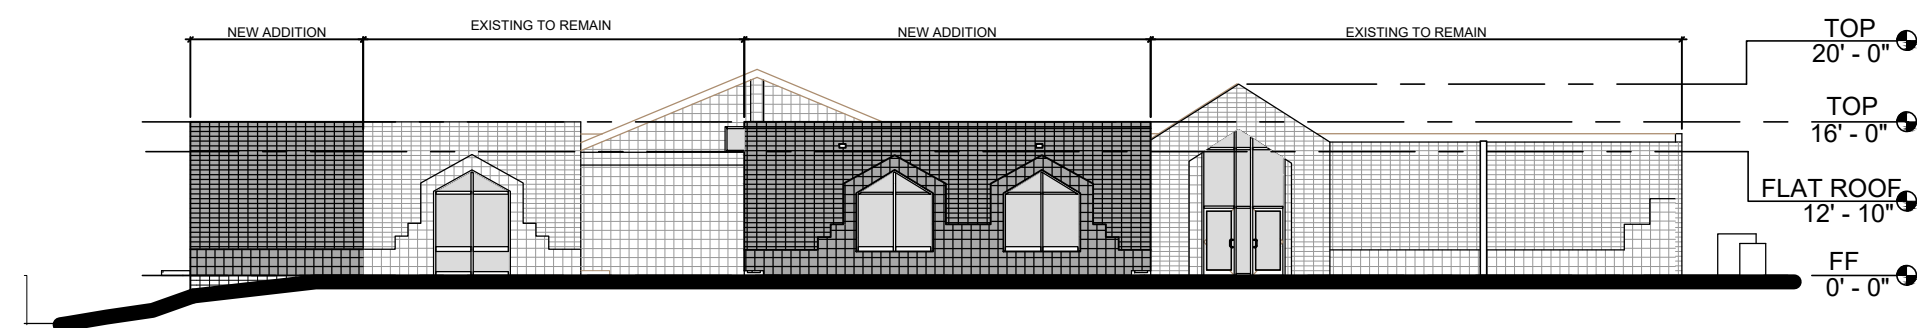 NEW ADDITION
EXISTING TO REMAIN
NEW ADDITION
EXISTING TO REMAIN
TOP
20' - 0"
TOP
16' - 0"
FLAT ROOF
12' - 10"
FF
0' - 0"